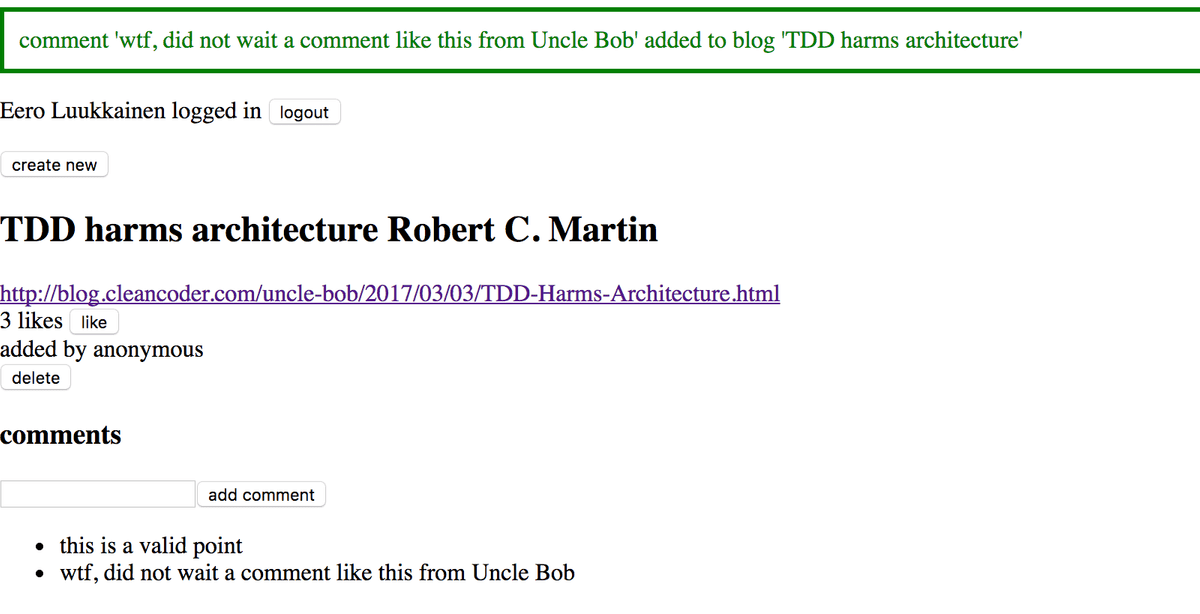 comment 'wtf, did not wait a comment like this from Uncle Bob' added to blog 'TDD harms architecture'
Eero Luukkainen logged in logout
create new
TDD harms architecture Robert C. Martin
http://blog.cleancoder.com/uncle-bob/2017/03/03/TDD-Harms-Architecture.html
3 likes like
added by anonymous
delete
comments
add comment
• this is a valid point
• wtf, did not wait a comment like this from Uncle Bob